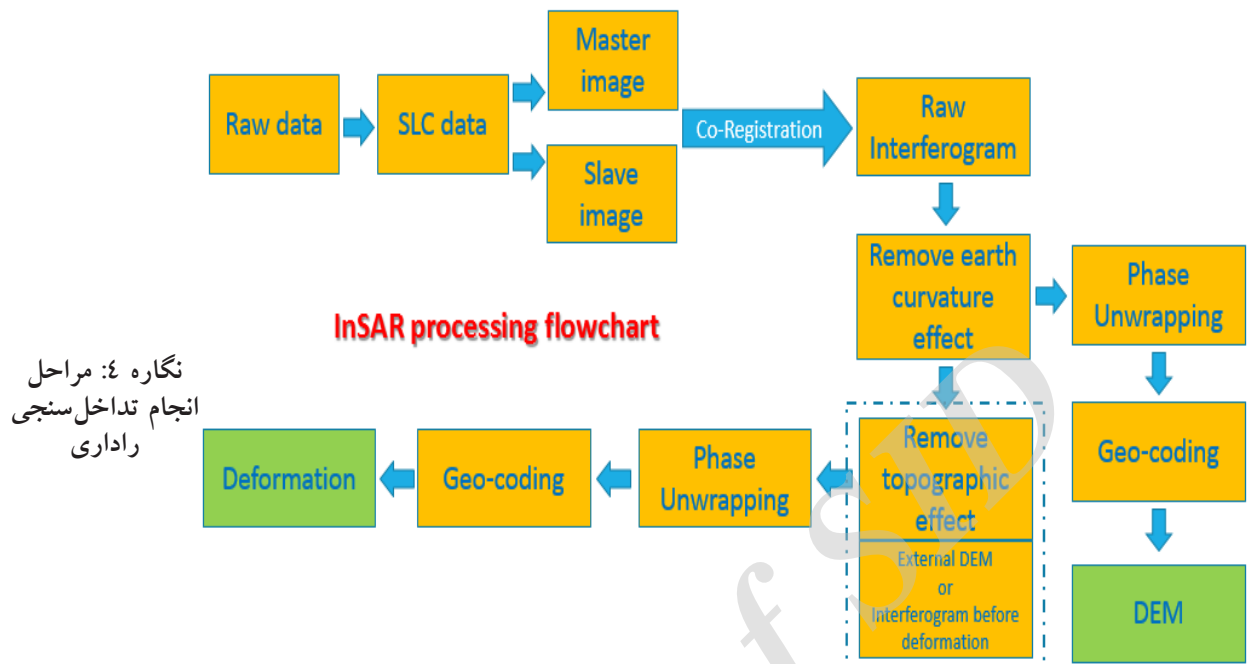 Raw data
SLC data
Master
image
Slave
image
Co-Registration
Raw
Interferogram
Remove earth
curvature
effect
Phase
Unwrapping
Geo-coding
DEM
InSAR processing flowchart
Remove
topographic
effect
External DEM
or
Interferogram before
deformation
Phase
Unwrapping
Geo-coding
Deformation
نگاره ٤: مراحل
انجام تداخل‌سنجی
راداری
f SID